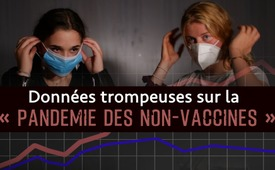 Données trompeuses sur la
« PANDEMIE DES NON-VACCINES »